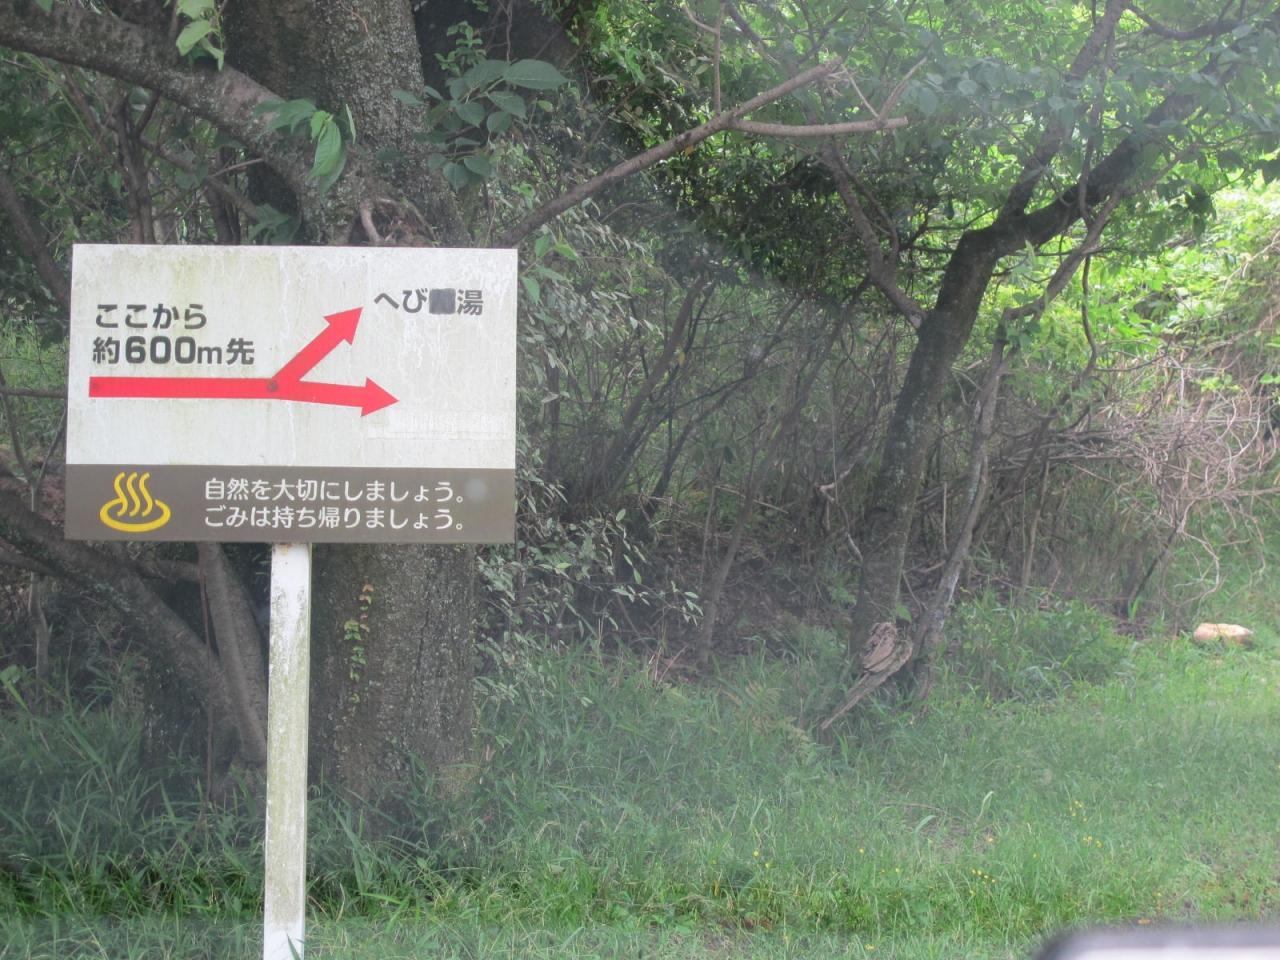 ここから
約600m先
へび 湯
自然を大切にしましょう。
ごみは持ち帰りましょう。